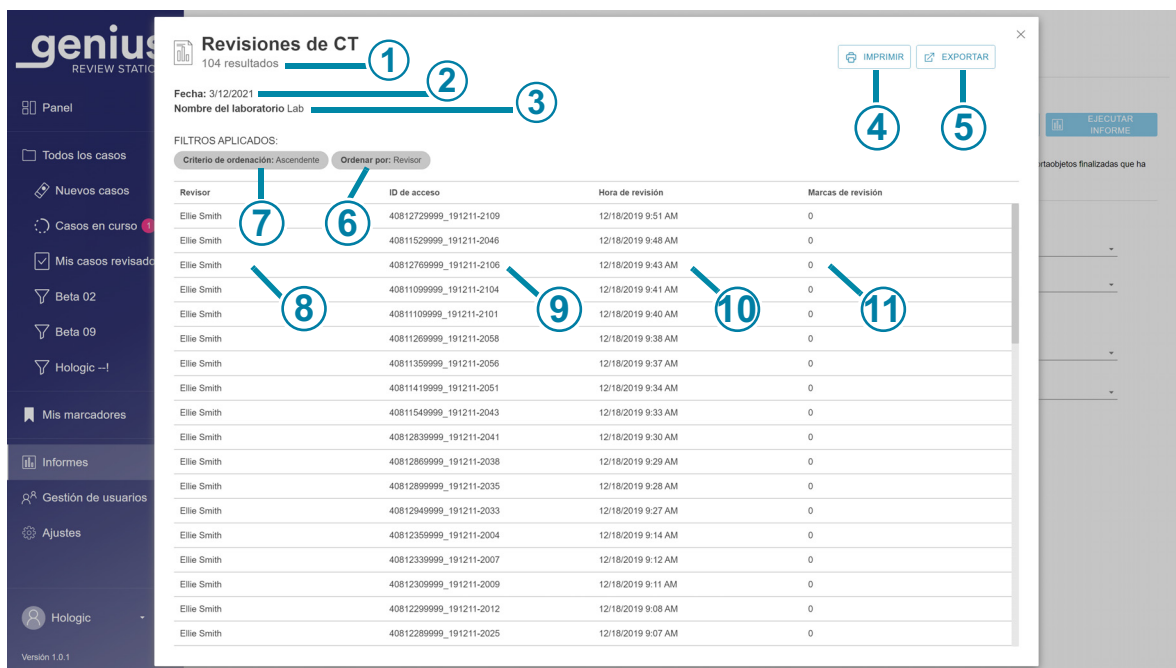 genius
REVIEW STATIC
Panel
Todos los casos
Nuevos casos
Casos en curso 1
Mis casos revisado
Beta 02
Beta 09
Hologic --!
Mis marcadores
Informes
Gestión de usuarios
Ajustes
Hologic
Versión 1.0.1
Revisiones de CT
104 resultados
1
Fecha: 3/12/2021
2
Nombre del laboratorio Lab
3
IMPRIMIR
EXPORTAR
4
5
FILTROS APLICADOS:
Criterio de ordenación: Ascendente
Ordenar por: Revisor
7
6
Revisor ID de acceso Hora de revisión Marcas de revisión
Ellie Smith 40812729999_191211-2109 12/18/2019 9:51 AM 0
Ellie Smith 40811529999_191211-2046 12/18/2019 9:48 AM 0
Ellie Smith 40812769999_191211-2106 12/18/2019 9:43 AM 0
Ellie Smith 40811099999_191211-2104 12/18/2019 9:41 AM 0
8
9
10
11
Ellie Smith 40811109999_191211-2101 12/18/2019 9:40 AM 0
Ellie Smith 40811269999_191211-2058 12/18/2019 9:38 AM 0
Ellie Smith 40811359999_191211-2056 12/18/2019 9:37 AM 0
Ellie Smith 40811419999_191211-2051 12/18/2019 9:34 AM 0
Ellie Smith 40811549999_191211-2043 12/18/2019 9:33 AM 0
Ellie Smith 40812839999_191211-2041 12/18/2019 9:30 AM 0
Ellie Smith 40812869999_191211-2038 12/18/2019 9:29 AM 0
Ellie Smith 40812899999_191211-2035 12/18/2019 9:28 AM 0
Ellie Smith 40812949999_191211-2033 12/18/2019 9:27 AM 0
Ellie Smith 40812359999_191211-2004 12/18/2019 9:14 AM 0
Ellie Smith 40812339999_191211-2007 12/18/2019 9:12 AM 0
Ellie Smith 40812309999_191211-2009 12/18/2019 9:11 AM 0
Ellie Smith 40812299999_191211-2012 12/18/2019 9:08 AM 0
Ellie Smith 40812289999_191211-2025 12/18/2019 9:07 AM 0
EJECUTAR
INFORME
ortaobjetos finalizadas que ha